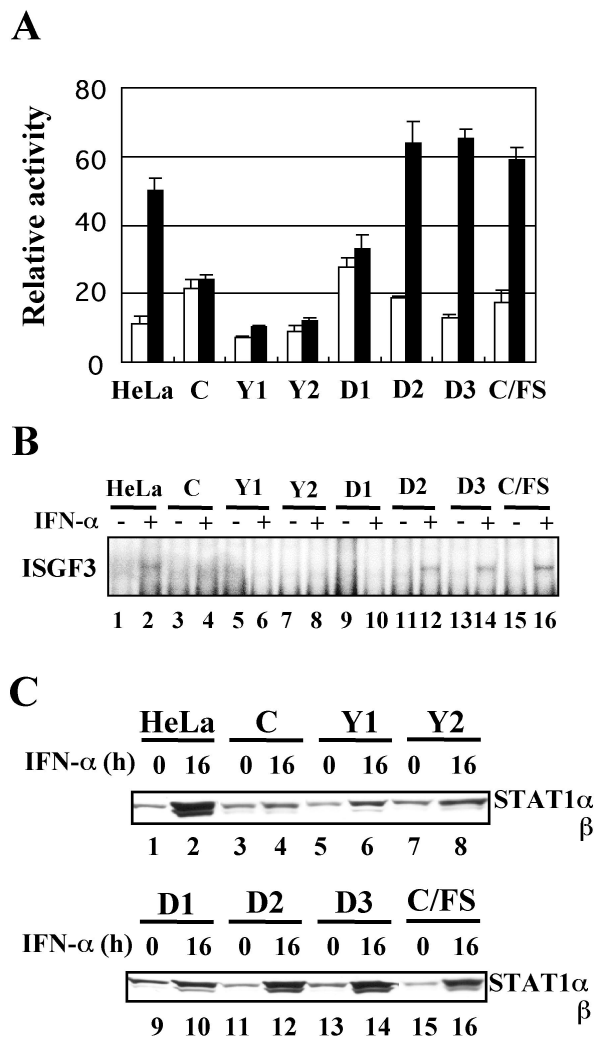 A
Relative activity
80
60
40
20
0
HeLa C Y1 Y2 D1 D2 D3 C/FS
B
HeLa C Y1 Y2 D1 D2 D3 C/FS
IFN-α - + - + - + - + - + - + - + - +
ISGF3
1 2 3 4 5 6 7 8 9 10 11 12 13 14 15 16
C
HeLa C Y1 Y2
IFN-α (h) 0 16 0 16 0 16 0 16
STAT1α
β
1 2 3 4 5 6 7 8
D1 D2 D3 C/FS
IFN-α (h) 0 16 0 16 0 16 0 16
STAT1α
β
9 10 11 12 13 14 15 16